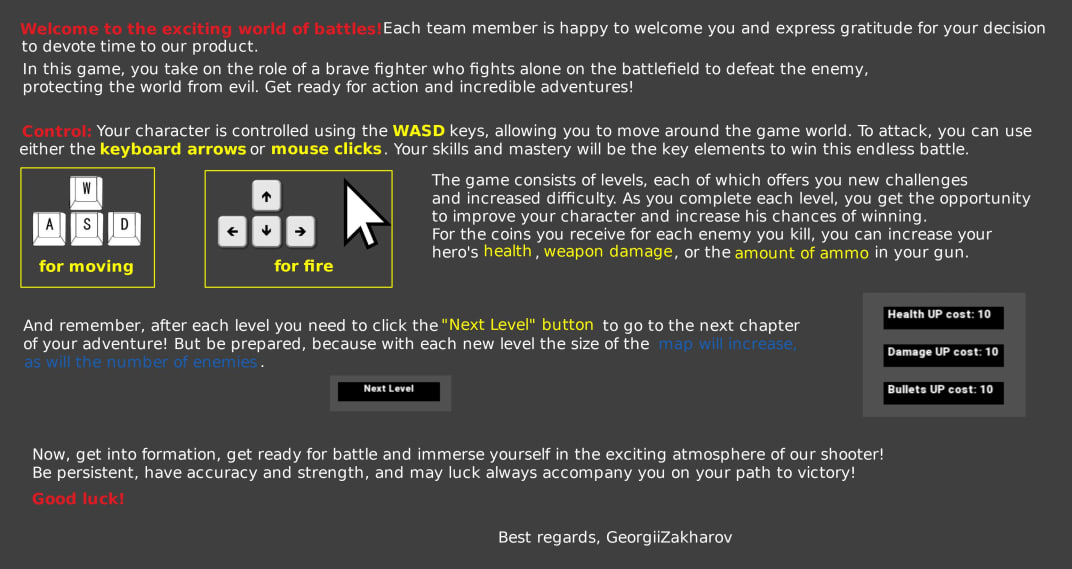 Welcome to the exciting world of battles!Each team member is happy to welcome you and express gratitude for your decision
to devote time to our product.
In this game, you take on the role of a brave fighter who fights alone on the battlefield to defeat the enemy,
protecting the world from evil. Get ready for action and incredible adventures!
Control: Your character is controlled using the WASD keys, allowing you to move around the game world. To attack, you can use
either the keyboard arrows or mouse clicks. Your skills and mastery will be the key elements to win this endless battle.
W
A S D
for moving
for fire
The game consists of levels, each of which offers you new challenges
and increased difficulty. As you complete each level, you get the opportunity
to improve your character and increase his chances of winning.
For the coins you receive for each enemy you kill, you can increase your
hero's health, weapon damage, or the amount of ammo in your gun.
And remember, after each level you need to click the "Next Level" button to go to the next chapter
of your adventure! But be prepared, because with each new level the size of the map will increase,
as will the number of enemies.
Next Level
Health UP cost: 10
Damage UP cost: 10
Bullets UP cost: 10
Now, get into formation, get ready for battle and immerse yourself in the exciting atmosphere of our shooter!
Be persistent, have accuracy and strength, and may luck always accompany you on your path to victory!
Good luck!
Best regards, GeorgiiZakharov